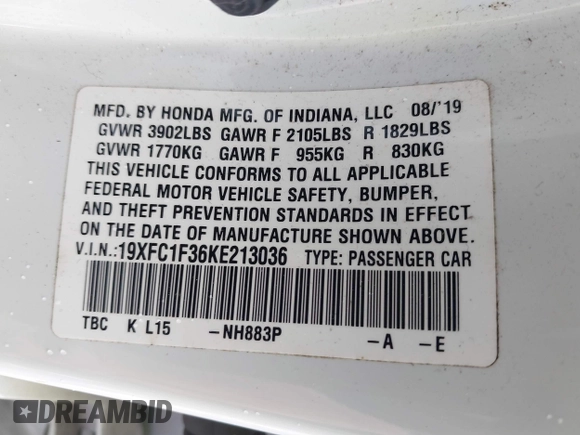 MFD. BY HONDA MFG. OF INDIANA, LLC 08/'19
GVWR 3902LBS GAWR F 2105LBS R 1829LBS
GVWR 1770KG GAWR F 955KG R 830KG
THIS VEHICLE CONFORMS TO ALL APPLICABLE
FEDERAL MOTOR VEHICLE SAFETY, BUMPER,
AND THEFT PREVENTION STANDARDS IN EFFECT
ON THE DATE OF MANUFACTURE SHOWN ABOVE.
V.I.N.:19XFC1F36KE213036 TYPE: PASSENGER CAR
TBC K L15 -NH883P -A -E
DREAMBID